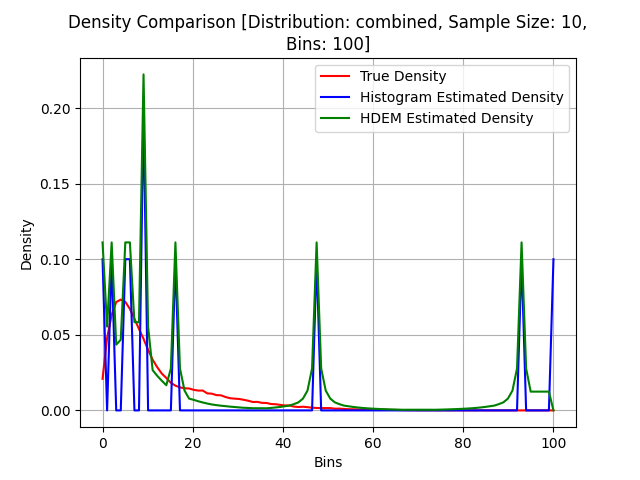 Density Comparison [Distribution: combined, Sample Size: 10,
Bins: 100]
True Density
Histogram Estimated Density
HDEM Estimated Density
Density
0.20
0.15
0.10
0.05
0.00
0 20 40 60 80 100
Bins